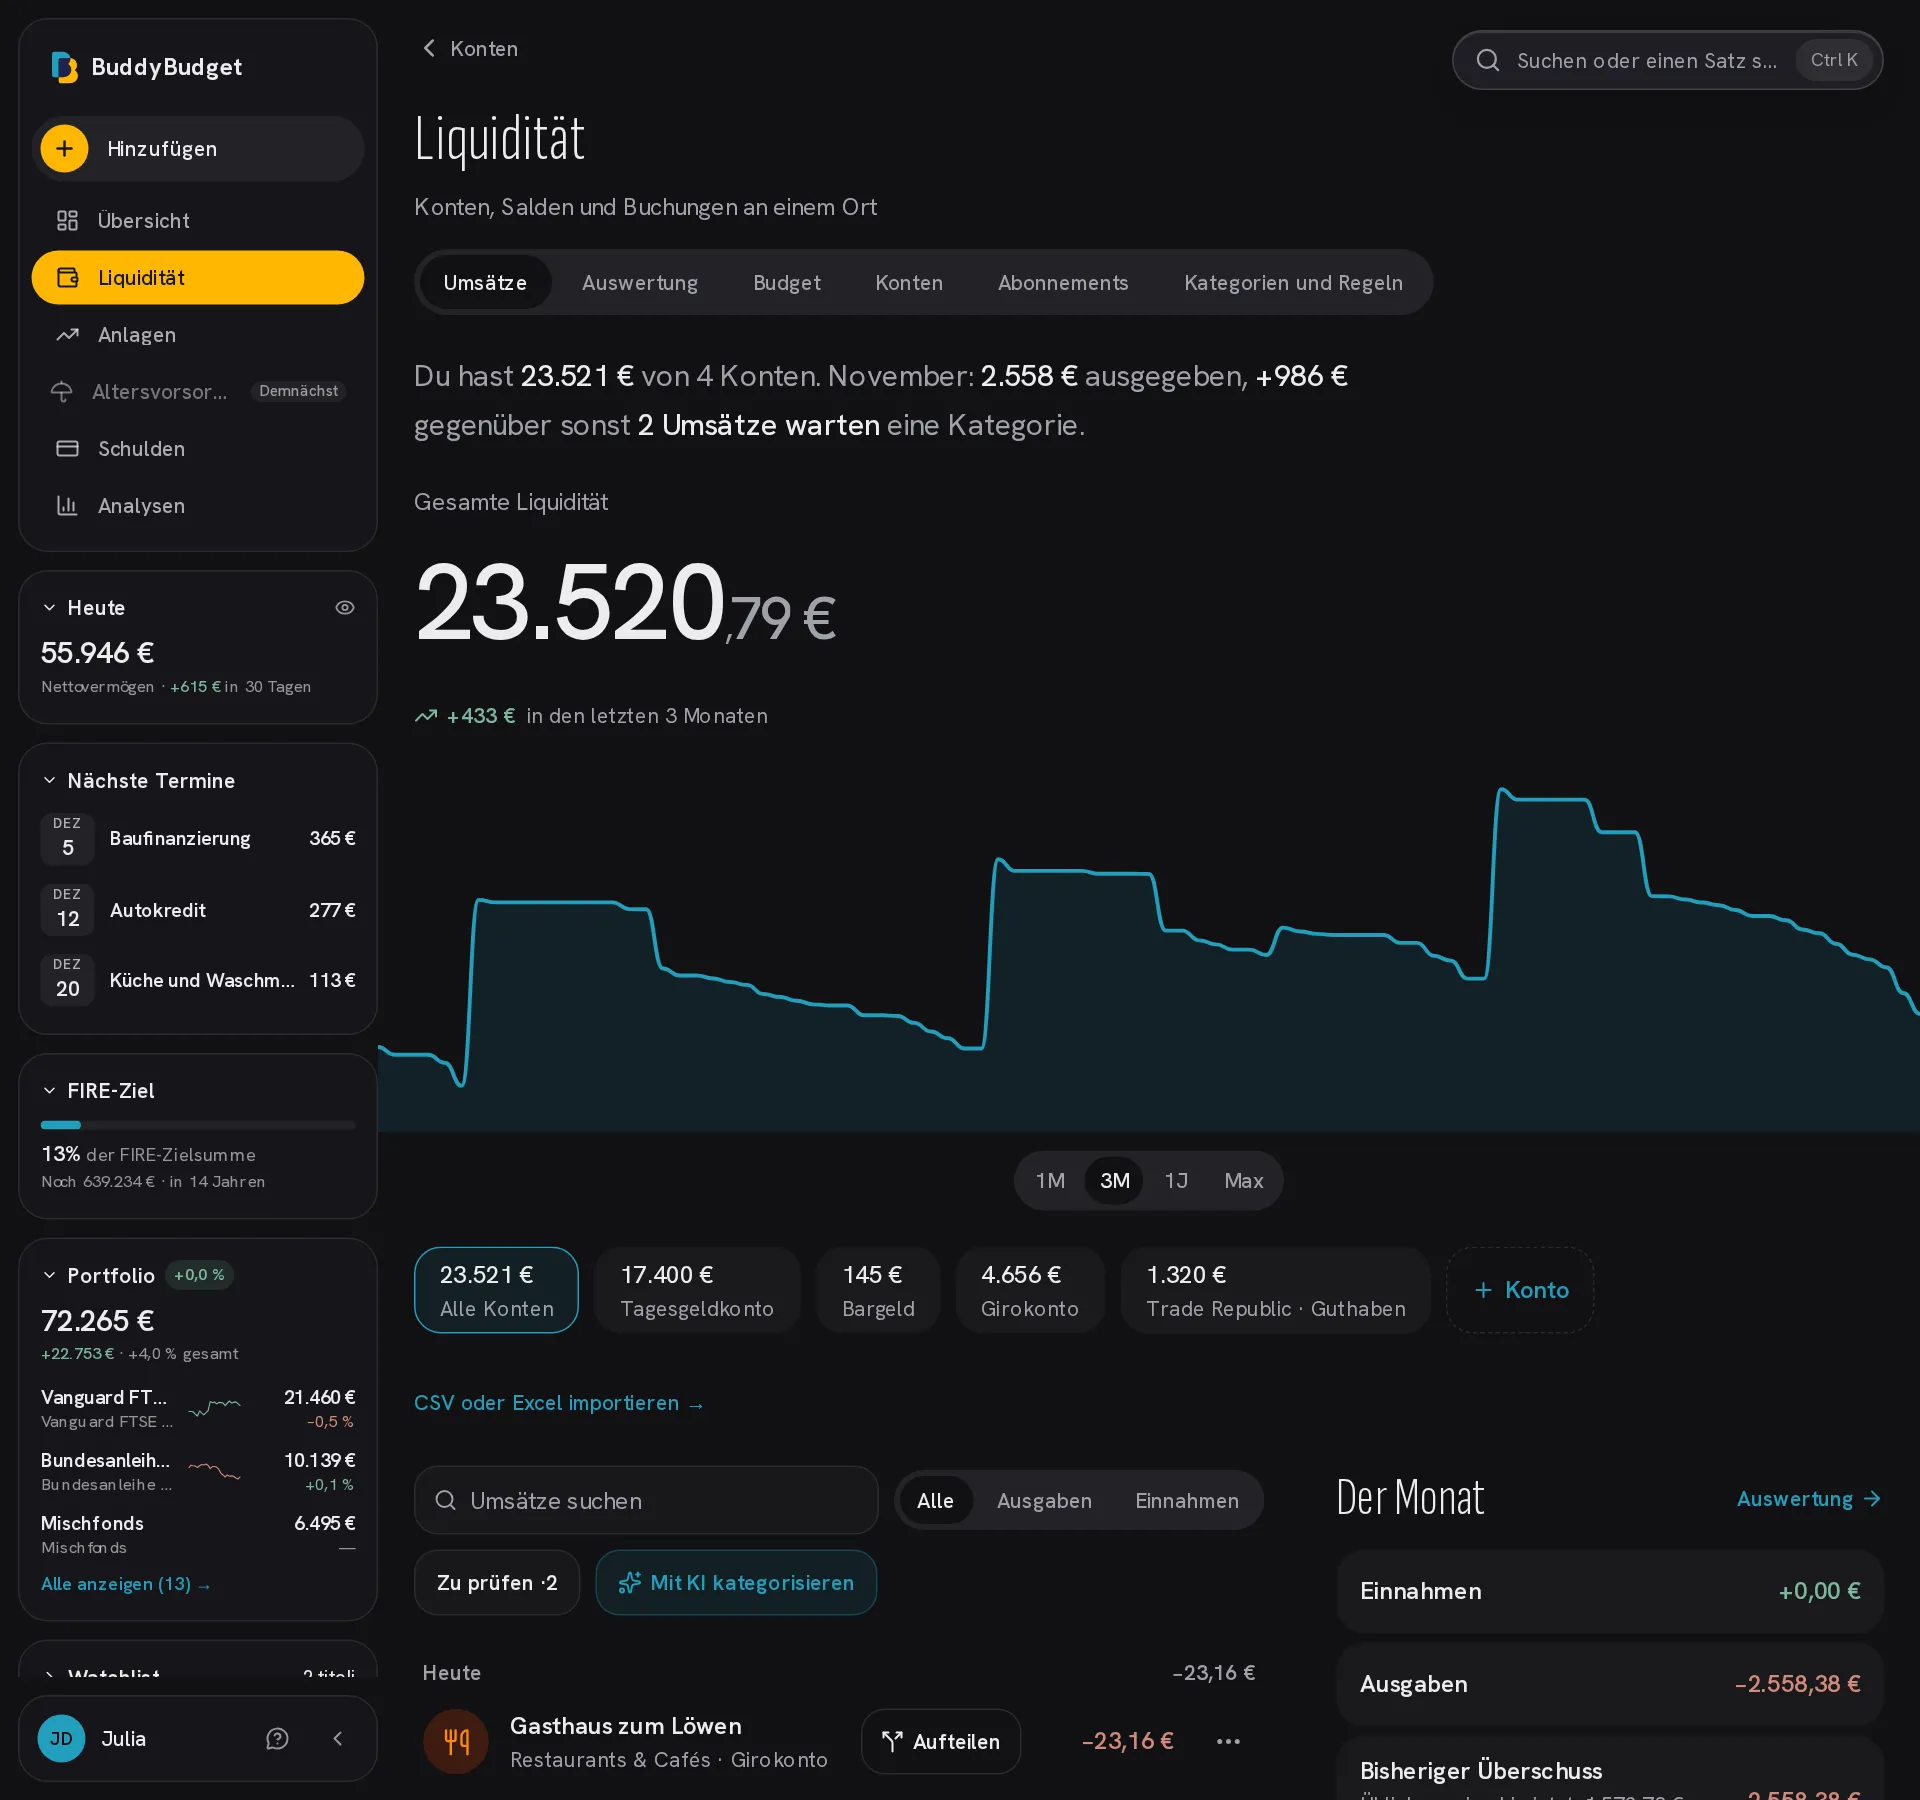 BuddyBudget
Hinzufügen
Übersicht
Liquidität
Anlagen
Altersvorsor... Demnächst
Schulden
Analysen
Heute
55.946 €
Nettovermögen · +615 € in 30 Tagen
Nächste Termine
DEZ
5 Baufinanzierung 365 €
DEZ
12 Autokredit 277 €
DEZ
20 Küche und Waschm... 113 €
FIRE-Ziel
13% der FIRE-Zielsumme
Noch 639.234 € · in 14 Jahren
Portfolio +0,0 %
72.265 €
+22.753 € · +4,0 % gesamt
Vanguard FT... 21.460 €
Vanguard FTSE ... −0,5 %
Bundesanleih... 10.139 €
Bundesanleihe ... +0,1 %
Mischfonds 6.495 €
Mischfonds —
Alle anzeigen (13) →
Watchlist 2 titoli
JD Julia
Konten
Suchen oder einen Satz s... Ctrl K
Liquidität
Konten, Salden und Buchungen an einem Ort
Umsätze Auswertung Budget Konten Abonnements Kategorien und Regeln
Du hast 23.521 € von 4 Konten. November: 2.558 € ausgegeben, +986 €
gegenüber sonst 2 Umsätze warten eine Kategorie.
Gesamte Liquidität
23.520,79 €
+433 € in den letzten 3 Monaten
1M 3M 1J Max
23.521 €
Alle Konten
17.400 €
Tagesgeldkonto
145 €
Bargeld
4.656 €
Girokonto
1.320 €
Trade Republic · Guthaben
+ Konto
CSV oder Excel importieren →
Umsätze suchen
Alle Ausgaben Einnahmen
Zu prüfen ·2 Mit KI kategorisieren
Heute −23,16 €
Gasthaus zum Löwen
Restaurants & Cafés · Girokonto
Aufteilen
−23,16 €
Der Monat Auswertung →
Einnahmen +0,00 €
Ausgaben −2.558,38 €
Bisheriger Überschuss
−2.558,38 €